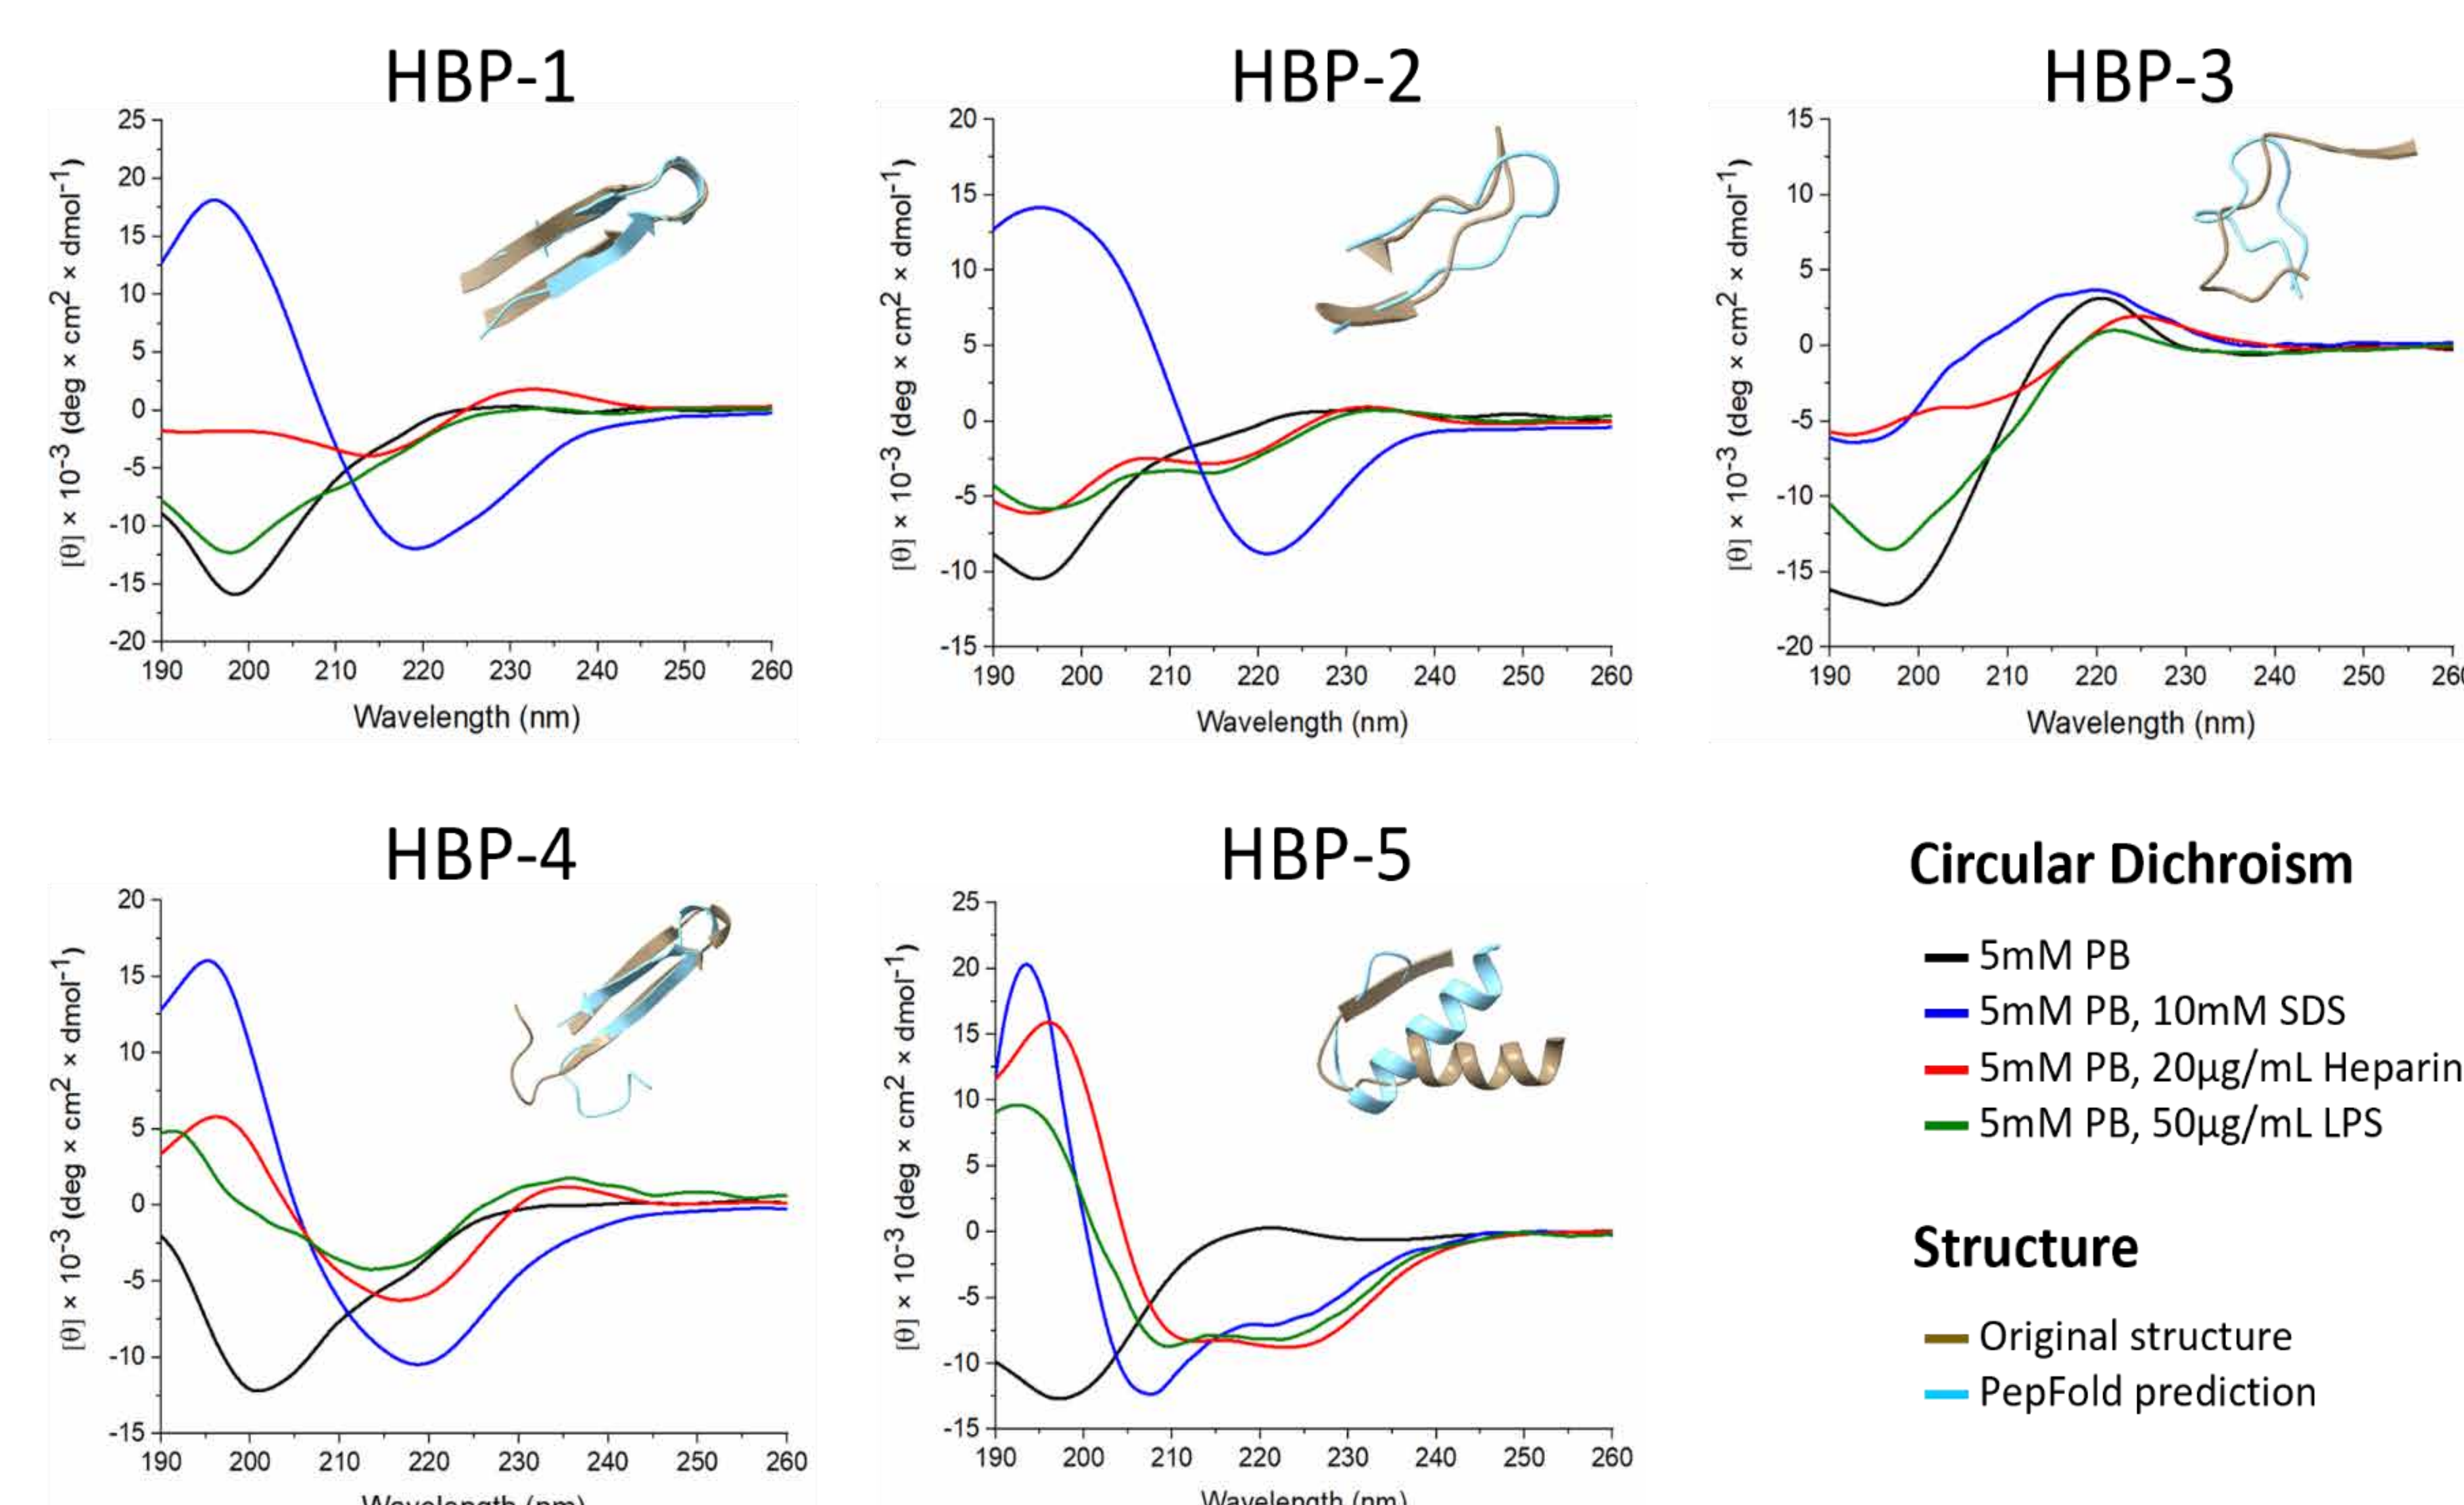 HBP-1
HBP-2
HBP-3
[θ] × 10⁻³ (deg × cm² × dmol⁻¹)
25
20
15
10
5
0
-5
-10
-15
-20
190 200 210 220 230 240 250 260
Wavelength (nm)
[θ] × 10⁻³ (deg × cm² × dmol⁻¹)
20
15
10
5
0
-5
-10
-15
190 200 210 220 230 240 250 260
Wavelength (nm)
[θ] × 10⁻³ (deg × cm² × dmol⁻¹)
15
10
5
0
-5
-10
-15
-20
190 200 210 220 230 240 250 260
Wavelength (nm)
HBP-4
HBP-5
[θ] × 10⁻³ (deg × cm² × dmol⁻¹)
20
15
10
5
0
-5
-10
-15
190 200 210 220 230 240 250 260
Wavelength (nm)
[θ] × 10⁻³ (deg × cm² × dmol⁻¹)
25
20
15
10
5
0
-5
-10
-15
190 200 210 220 230 240 250 260
Wavelength (nm)
Circular Dichroism
5mM PB
5mM PB, 10mM SDS
5mM PB, 20μg/mL Heparin
5mM PB, 50μg/mL LPS
Structure
Original structure
PepFold prediction